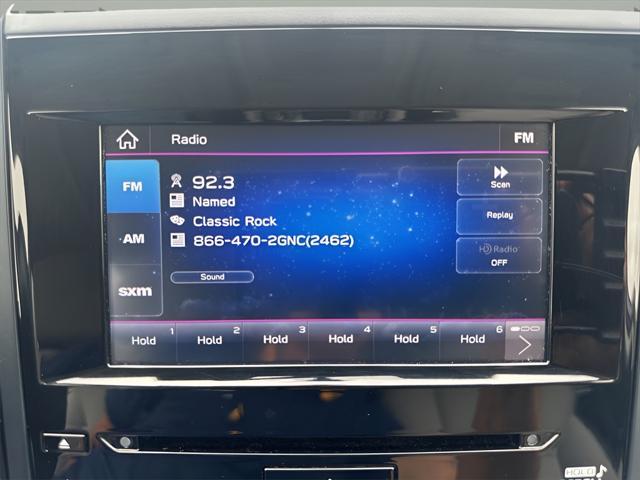 Radio
FM
FM
AM
sxm
92.3
Named
Classic Rock
866-470-2GNC(2462)
Sound
Scan
Replay
HD Radio
OFF
1 2 3 4 5 6
Hold Hold Hold Hold Hold Hold
HOLD